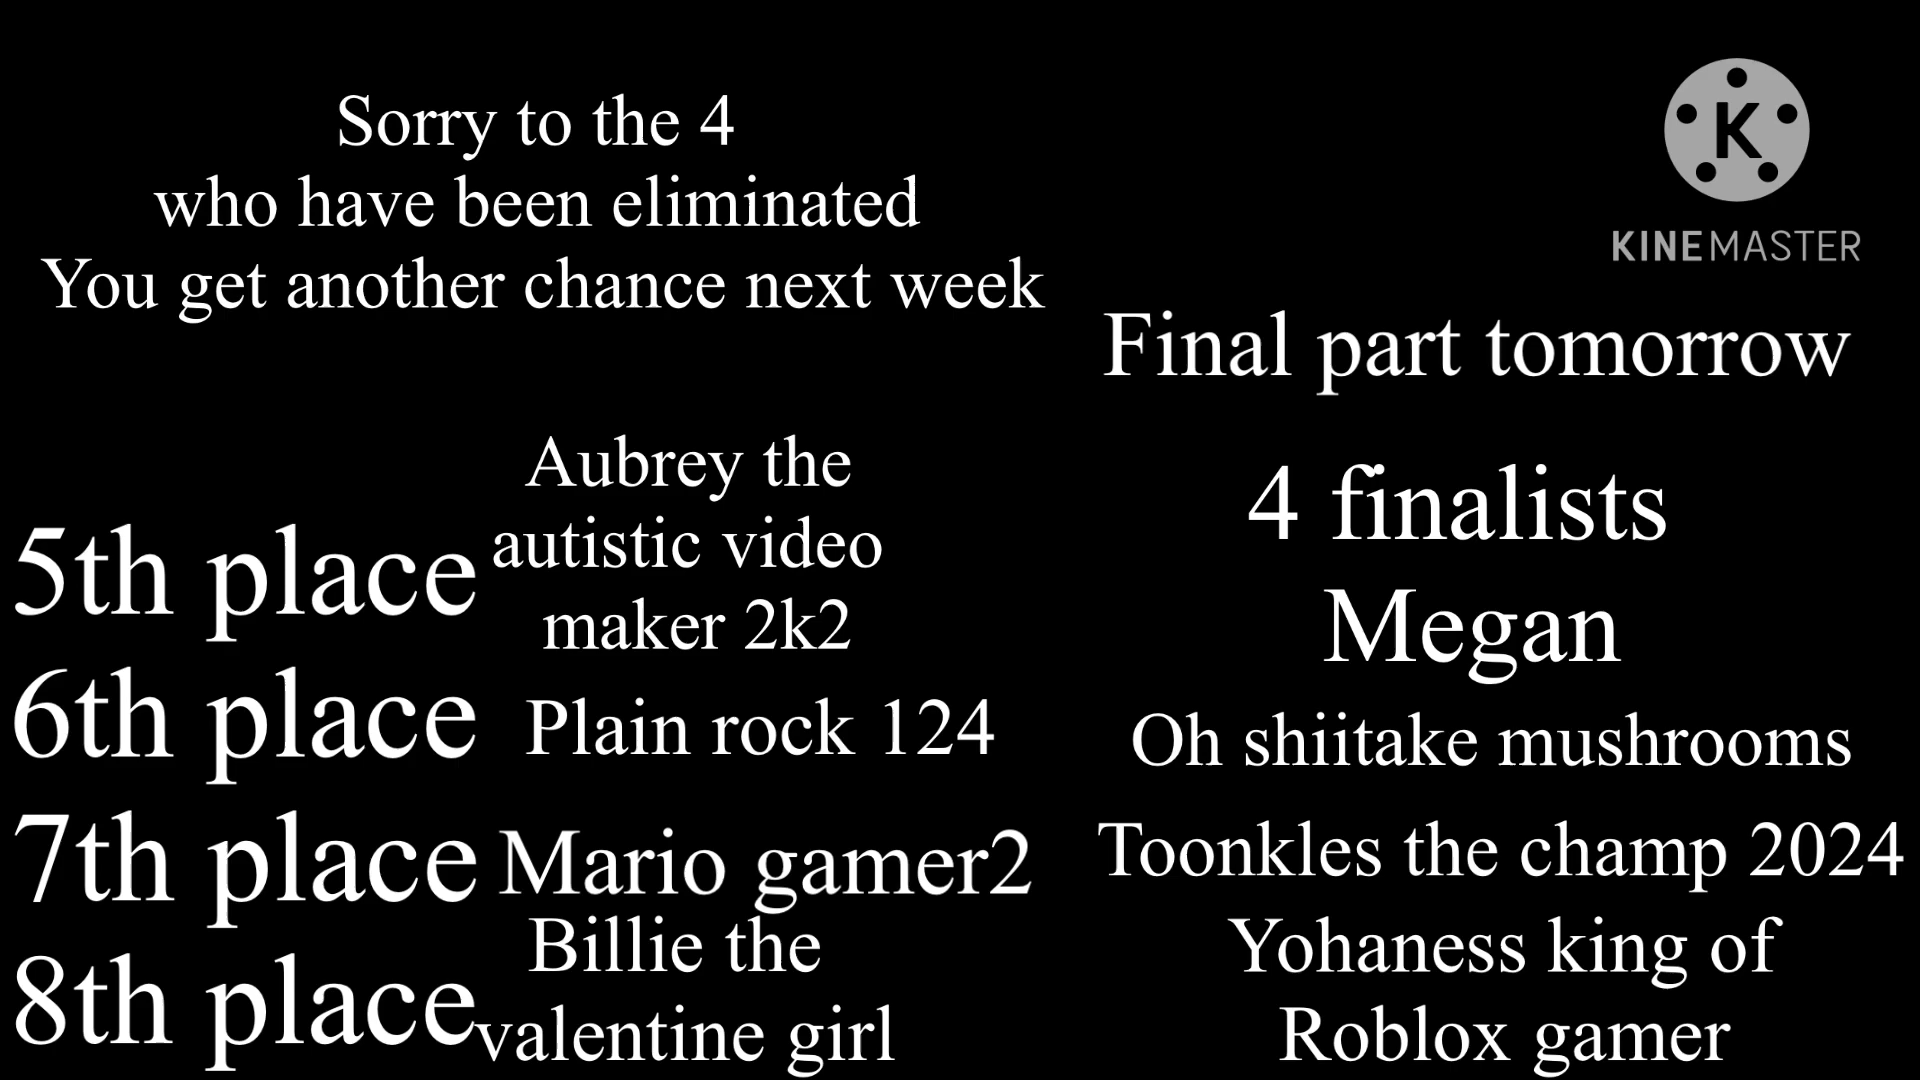 Sorry to the 4
who have been eliminated
You get another chance next week
5th place
Aubrey the
autistic video
maker 2k2
6th place
Plain rock 124
7th place
Mario gamer2
8th place
Billie the
valentine girl
K
KINEMASTER
Final part tomorrow
4 finalists
Megan
Oh shiitake mushrooms
Toonkles the champ 2024
Yohaness king of
Roblox gamer